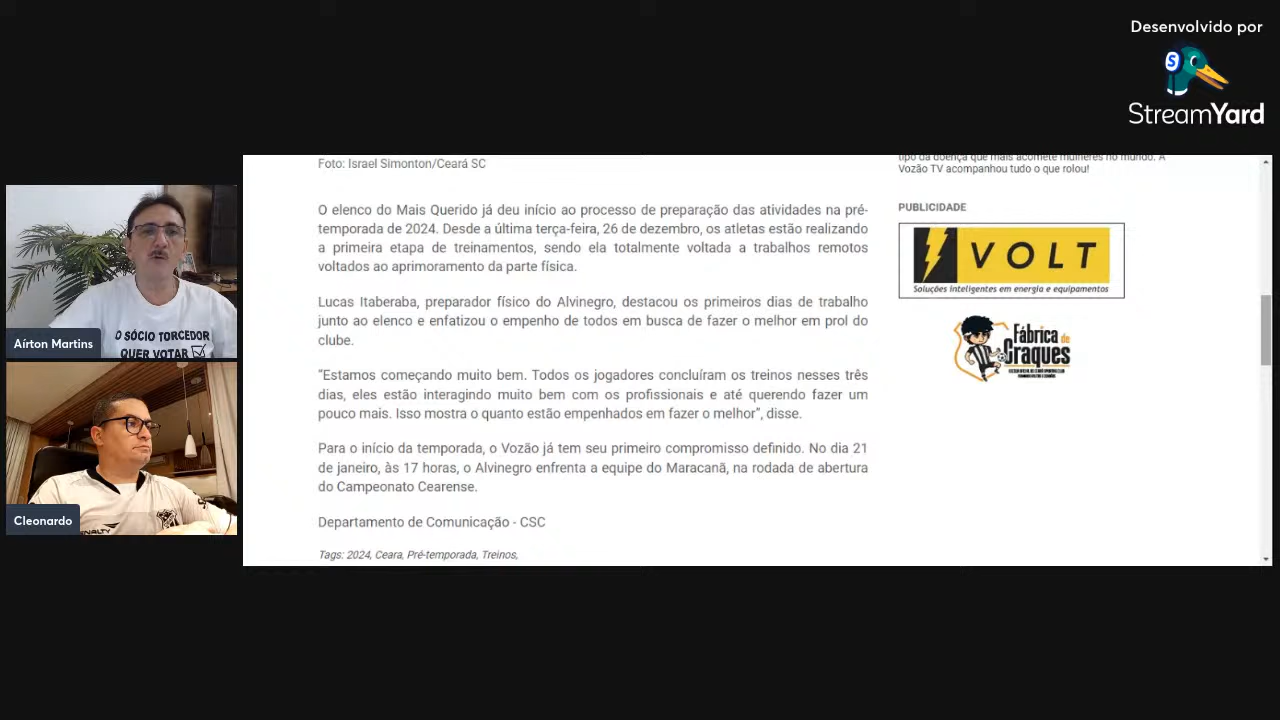 Desenvolvido por
StreamYard
Foto: Israel Simonton/Ceará SC
O elenco do Mais Querido já deu início ao processo de preparação das atividades na pré-
temporada de 2024. Desde a última terça-feira, 26 de dezembro, os atletas estão realizando
a primeira etapa de treinamentos, sendo ela totalmente voltada a trabalhos remotos
voltados ao aprimoramento da parte física.
Lucas Itaberaba, preparador físico do Alvinegro, destacou os primeiros dias de trabalho
junto ao elenco e enfatizou o empenho de todos em busca de fazer o melhor em prol do
clube.
“Estamos começando muito bem. Todos os jogadores concluíram os treinos nesses três
dias, eles estão interagindo muito bem com os profissionais e até querendo fazer um
pouco mais. Isso mostra o quanto estão empenhados em fazer o melhor”, disse.
Para o início da temporada, o Vozão já tem seu primeiro compromisso definido. No dia 21
de janeiro, às 17 horas, o Alvinegro enfrenta a equipe do Maracanã, na rodada de abertura
do Campeonato Cearense.
Departamento de Comunicação - CSC
Tags: 2024, Ceara, Pré-temporada, Treinos,
tipo da doença que mais acomete mulheres no mundo. A
Vozão TV acompanhou tudo o que rolou!
PUBLICIDADE
VOLT
Soluções inteligentes em energia e equipamentos
Fábrica de
Craques
O SÓCIO TORCEDOR
QUER VOTAR
Aírton Martins
PENALTY
Cleonardo